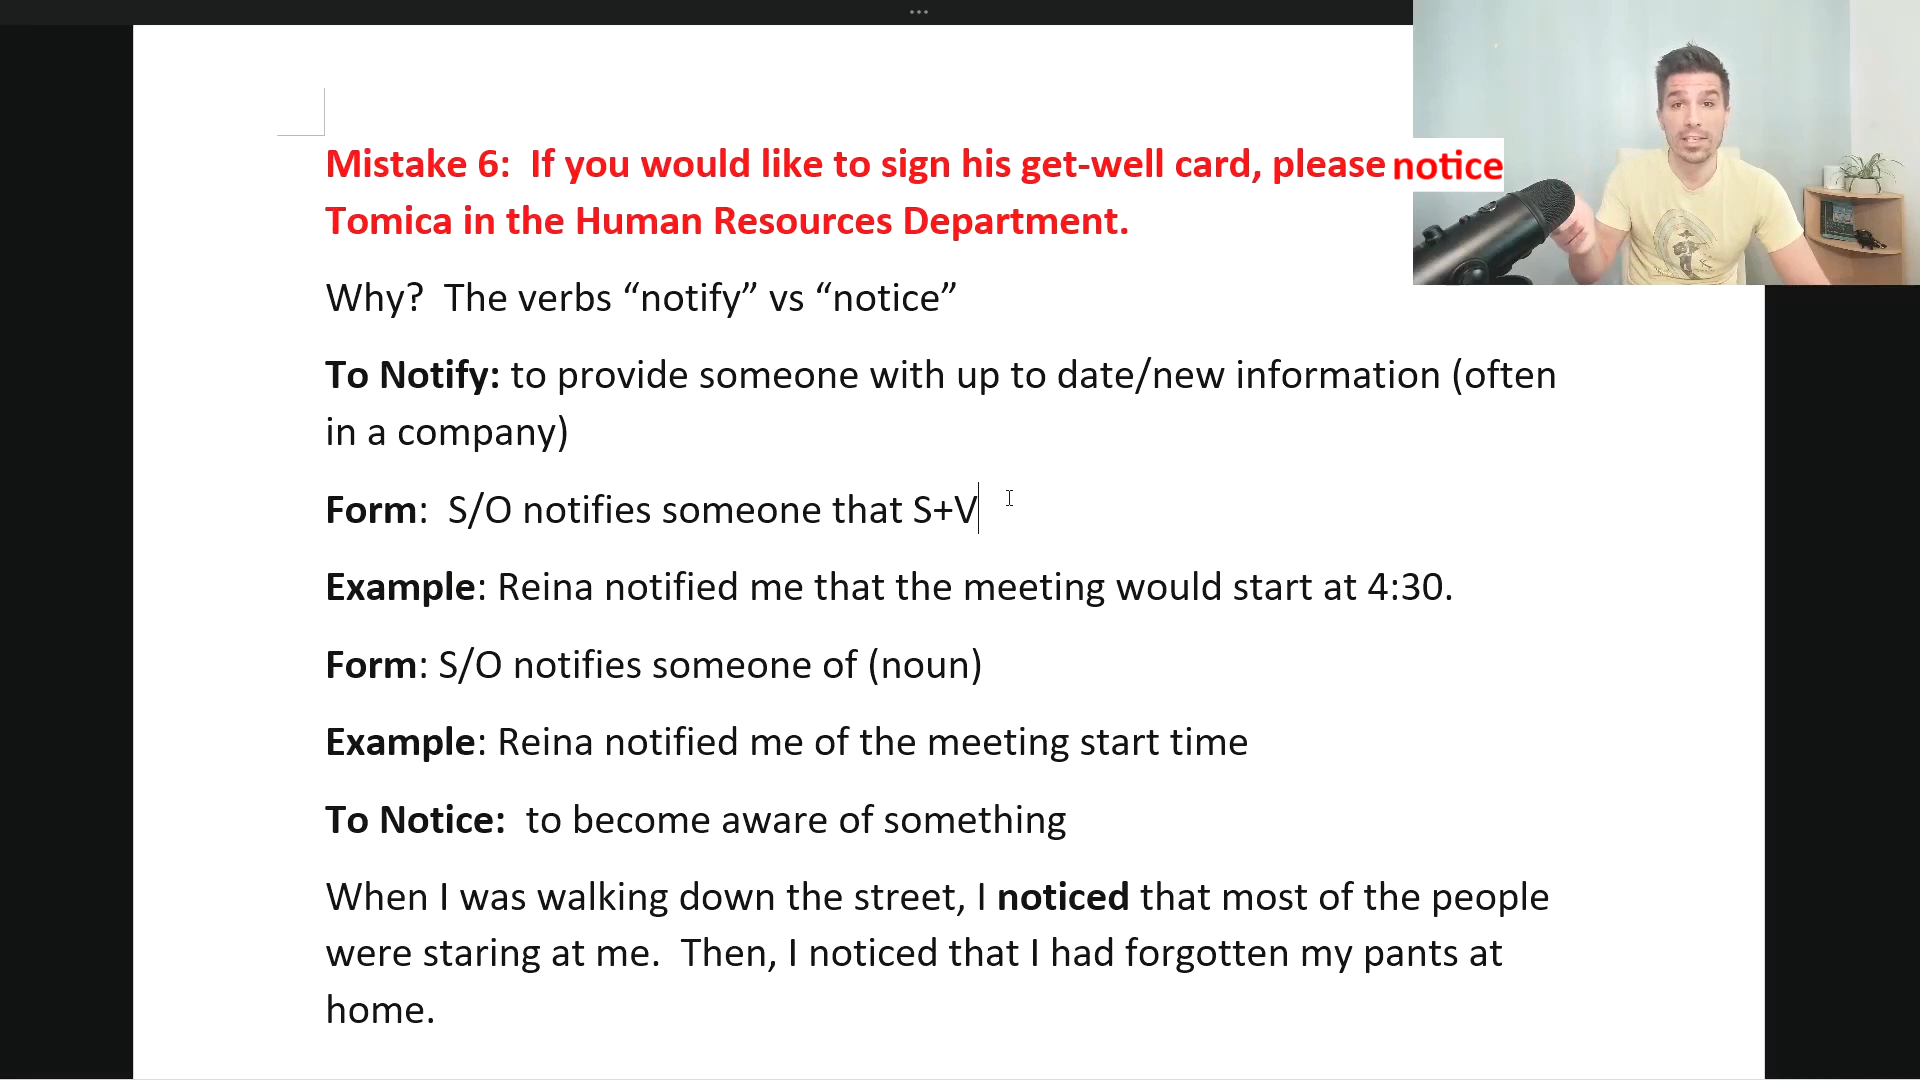 Mistake 6:  If you would like to sign his get-well card, please notice
Tomica in the Human Resources Department.
Why?  The verbs “notify” vs “notice”
To Notify: to provide someone with up to date/new information (often
in a company)
Form:  S/O notifies someone that S+V
Example: Reina notified me that the meeting would start at 4:30.
Form: S/O notifies someone of (noun)
Example: Reina notified me of the meeting start time
To Notice:  to become aware of something
When I was walking down the street, I noticed that most of the people
were staring at me.  Then, I noticed that I had forgotten my pants at
home.